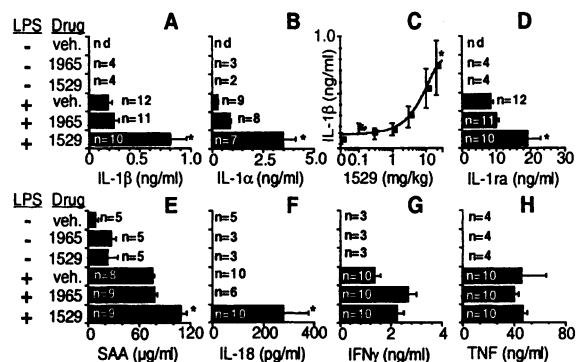 LPS Drug A B C D
- veh. nd nd 1.0 nd
- 1965 n=4 n=3 n=4
- 1529 n=4 n=2 n=4
+ veh. n=12 n=9 n=12
+ 1965 n=11 n=8 n=11
+ 1529 n=10 * n=7 * * n=10 *
IL-1β (ng/ml)
0.0 0.5 1.0 0.0 2.5 5.0 0.1 1 10 0 10 20 30
IL-1β (ng/ml) IL-1α (ng/ml) 1529 (mg/kg) IL-1ra (ng/ml)
LPS Drug E F G H
- veh. n=5 n=5 n=3 n=4
- 1965 n=5 n=3 n=3 n=4
- 1529 n=5 n=3 n=3 n=4
+ veh. n=8 n=10 n=10 n=10
+ 1965 n=9 n=6 n=10 n=10
+ 1529 n=9 * n=10 * n=10 n=10
0 60 120 0 200 400 0 2 4 0 40 80
SAA (µg/ml) IL-18 (pg/ml) IFNγ (ng/ml) TNF (ng/ml)